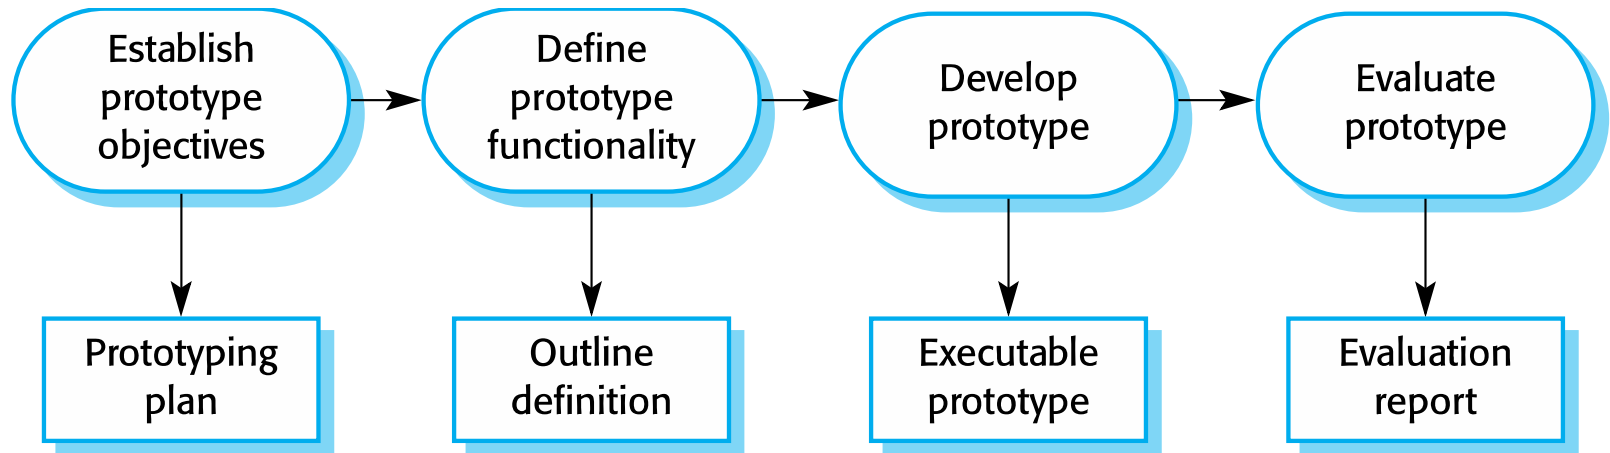 Establish
prototype
objectives
Define
prototype
functionality
Develop
prototype
Evaluate
prototype
Prototyping
plan
Outline
definition
Executable
prototype
Evaluation
report